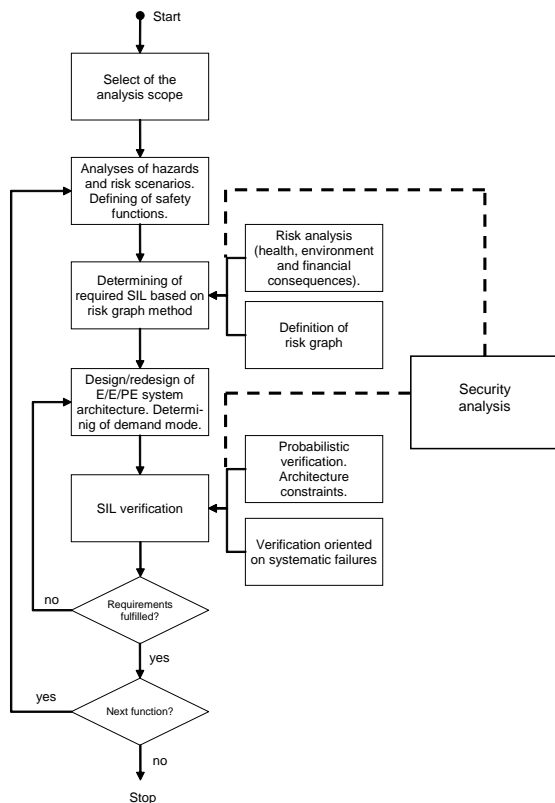 Start
Select of the
analysis scope
Analyses of hazards
and risk scenarios.
Defining of safety
functions.
Risk analysis
(health, environment
and financial
consequences).
Determining of
required SIL based on
risk graph method
Definition of
risk graph
Design/redesign of
E/E/PE system
architecture. Determi-
nig of demand mode.
Security
analysis
Probabilistic
verification.
Architecture
constraints.
SIL verification
Verification oriented
on systematic failures
Requirements
fulfilled?
no
yes
Next function?
yes
no
Stop